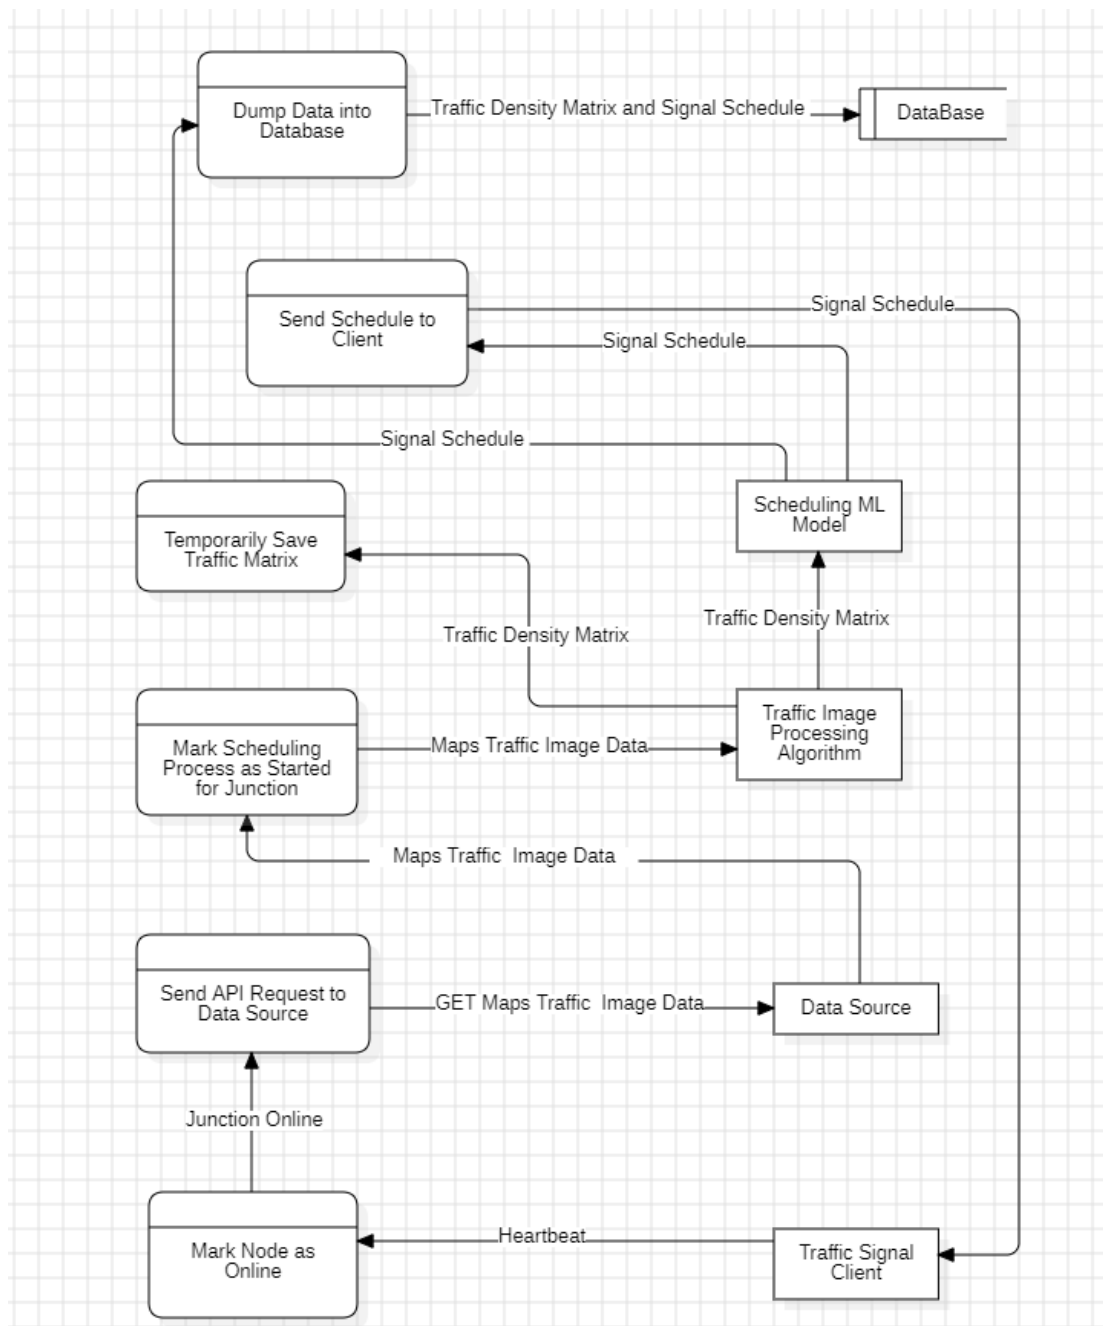 Dump Data into
Database
Traffic Density Matrix and Signal Schedule
DataBase
Send Schedule to
Client
Signal Schedule
Signal Schedule
Signal Schedule
Temporarily Save
Traffic Matrix
Scheduling ML
Model
Traffic Density Matrix
Traffic Density Matrix
Mark Scheduling
Process as Started
for Junction
Maps Traffic Image Data
Traffic Image
Processing
Algorithm
Maps Traffic  Image Data
Send API Request to
Data Source
GET Maps Traffic  Image Data
Data Source
Junction Online
Mark Node as
Online
Heartbeat
Traffic Signal
Client